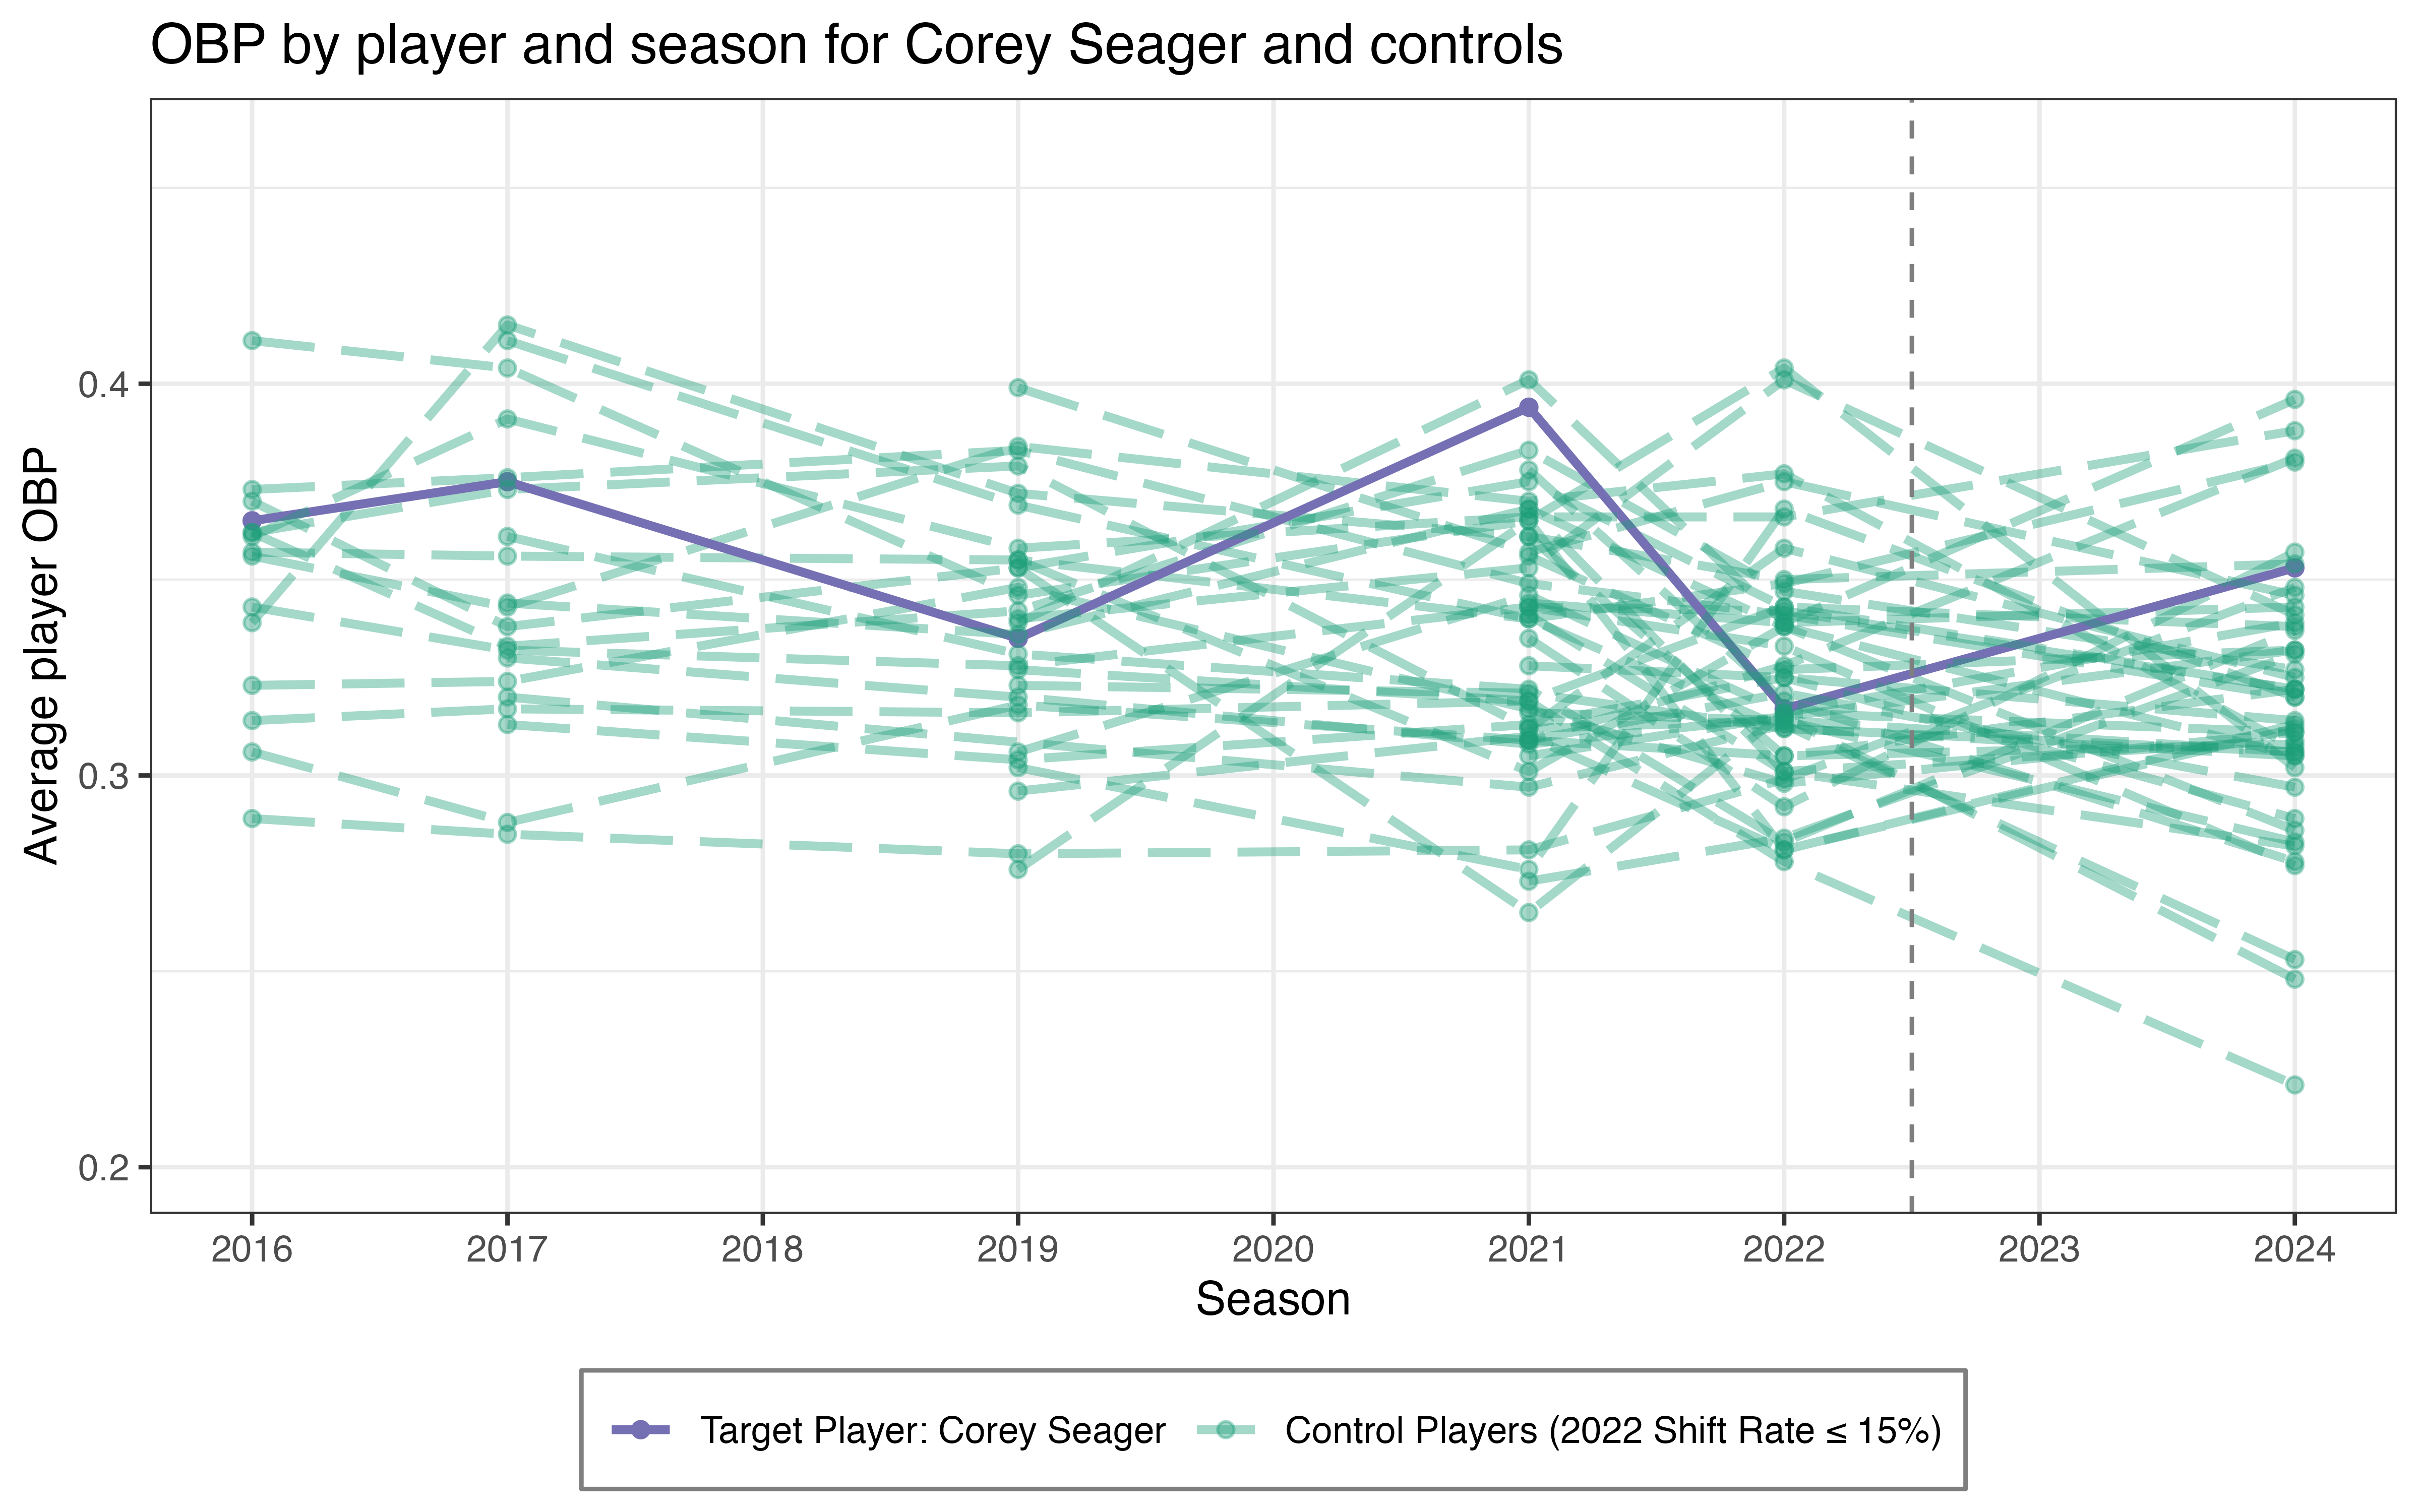 OBP by player and season for Corey Seager and controls
Average player OBP
0.4
0.3
0.2
2016 2017 2018 2019 2020 2021 2022 2023 2024
Season
Target Player: Corey Seager Control Players (2022 Shift Rate ≤ 15%)